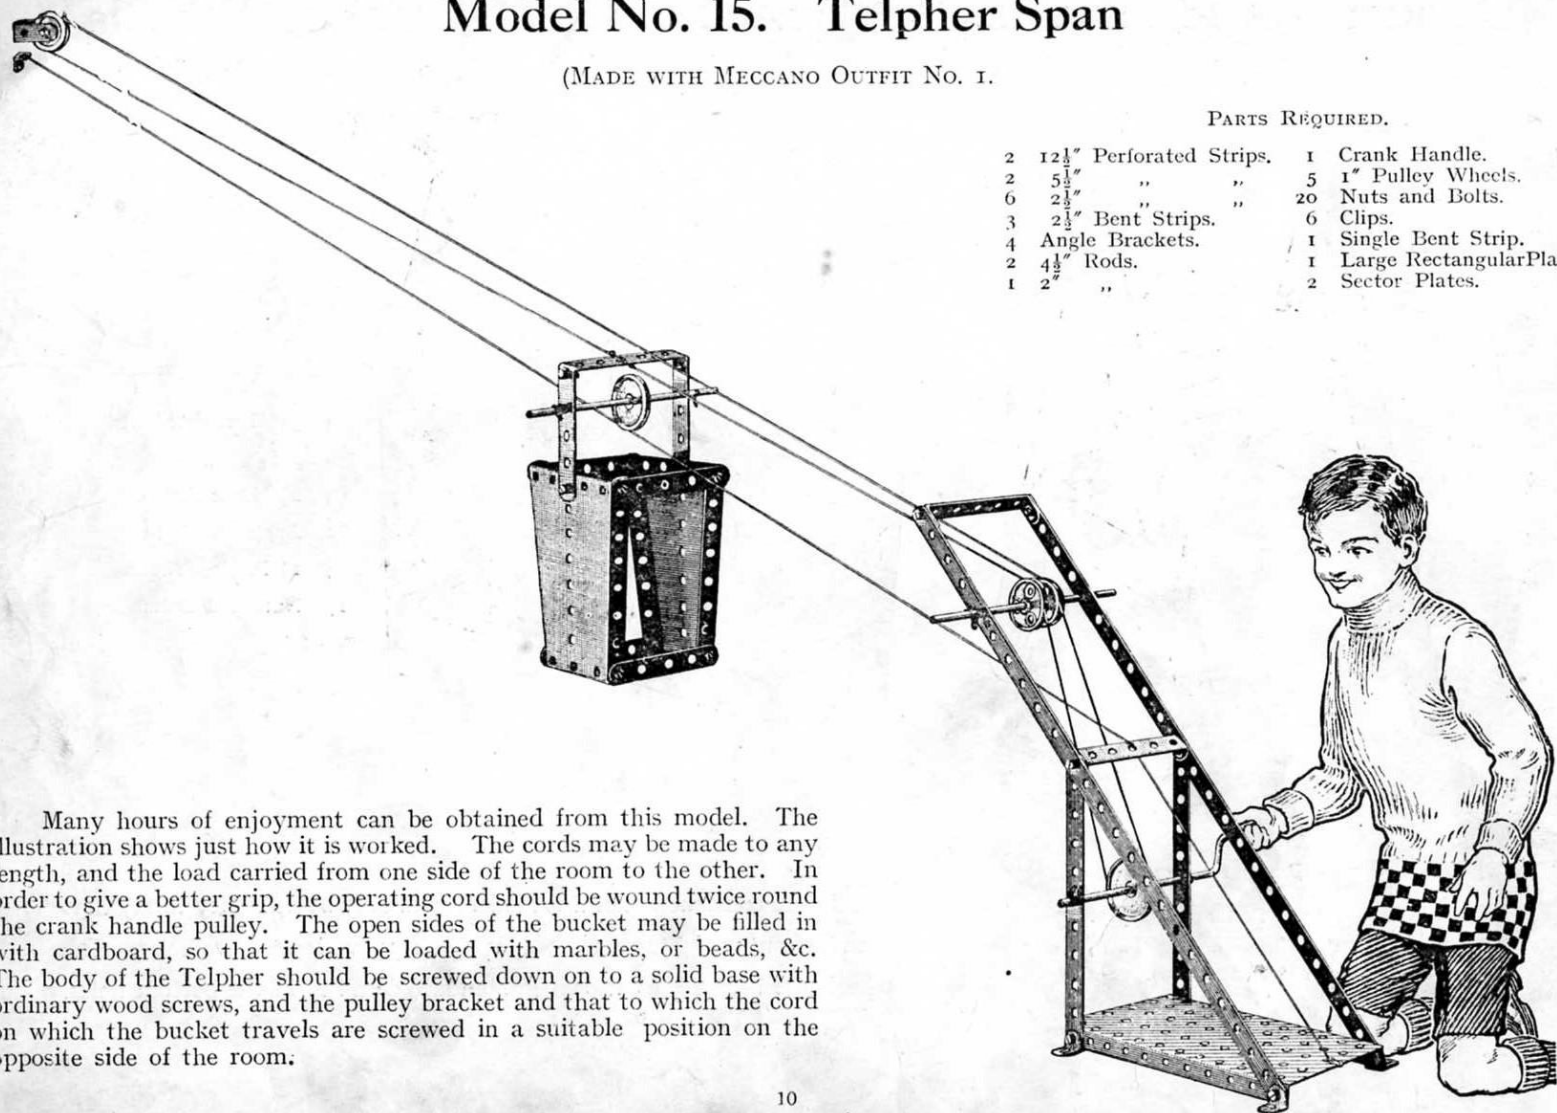 Model No. 15. Telpher Span
(Made with Meccano Outfit No. 1.
Parts Required.
2 12½″ Perforated Strips.
2 5½″ ,, ,,
6 2½″ ,, ,,
3 2½″ Bent Strips.
4 Angle Brackets.
2 4½″ Rods.
1 2″ ,,
1 Crank Handle.
5 1″ Pulley Wheels.
20 Nuts and Bolts.
6 Clips.
1 Single Bent Strip.
1 Large RectangularPla
2 Sector Plates.
Many hours of enjoyment can be obtained from this model. The
llustration shows just how it is worked. The cords may be made to any
ength, and the load carried from one side of the room to the other. In
rder to give a better grip, the operating cord should be wound twice round
he crank handle pulley. The open sides of the bucket may be filled in
vith cardboard, so that it can be loaded with marbles, or beads, &c.
The body of the Telpher should be screwed down on to a solid base with
ordinary wood screws, and the pulley bracket and that to which the cord
on which the bucket travels are screwed in a suitable position on the
opposite side of the room.
10